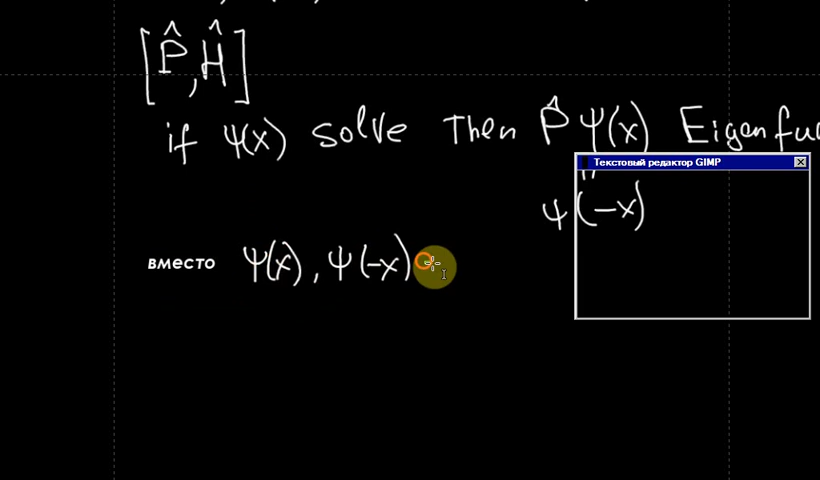 [P̂, Ĥ]
if ψ(x) solve Then P̂ ψ(x) Eigenfu
Текстовый редактор GIMP
ψ(-x)
вместо ψ(x), ψ(-x)